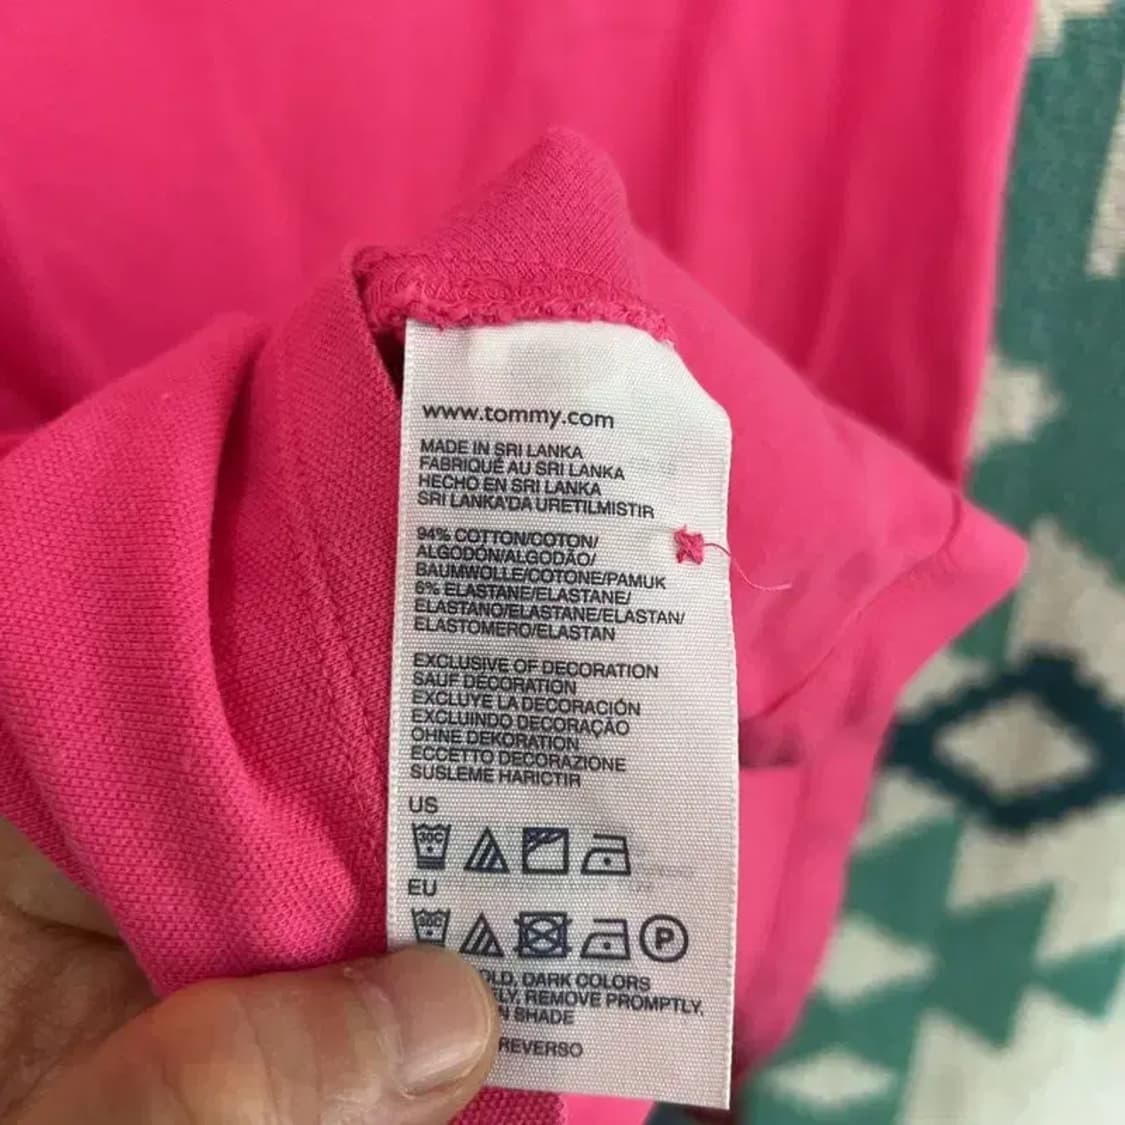 www.tommy.com
MADE IN SRI LANKA
FABRIQUÉ AU SRI LANKA
HECHO EN SRI LANKA
SRI LANKA'DA URETILMISTIR
94% COTTON/COTON/
ALGODÓN/ALGODÃO/
BAUMWOLLE/COTONE/PAMUK
6% ELASTANE/ELASTANE/
ELASTANO/ELASTANE/ELASTAN/
ELASTOMERO/ELASTAN
EXCLUSIVE OF DECORATION
SAUF DÉCORATION
EXCLUYE LA DECORACIÓN
EXCLUINDO DECORAÇÃO
OHNE DEKORATION
ECCETTO DECORAZIONE
SUSLEME HARICTIR
US
30C
EU
30C P
DARK COLORS
REMOVE PROMPTLY,
SHADE
REVERSO